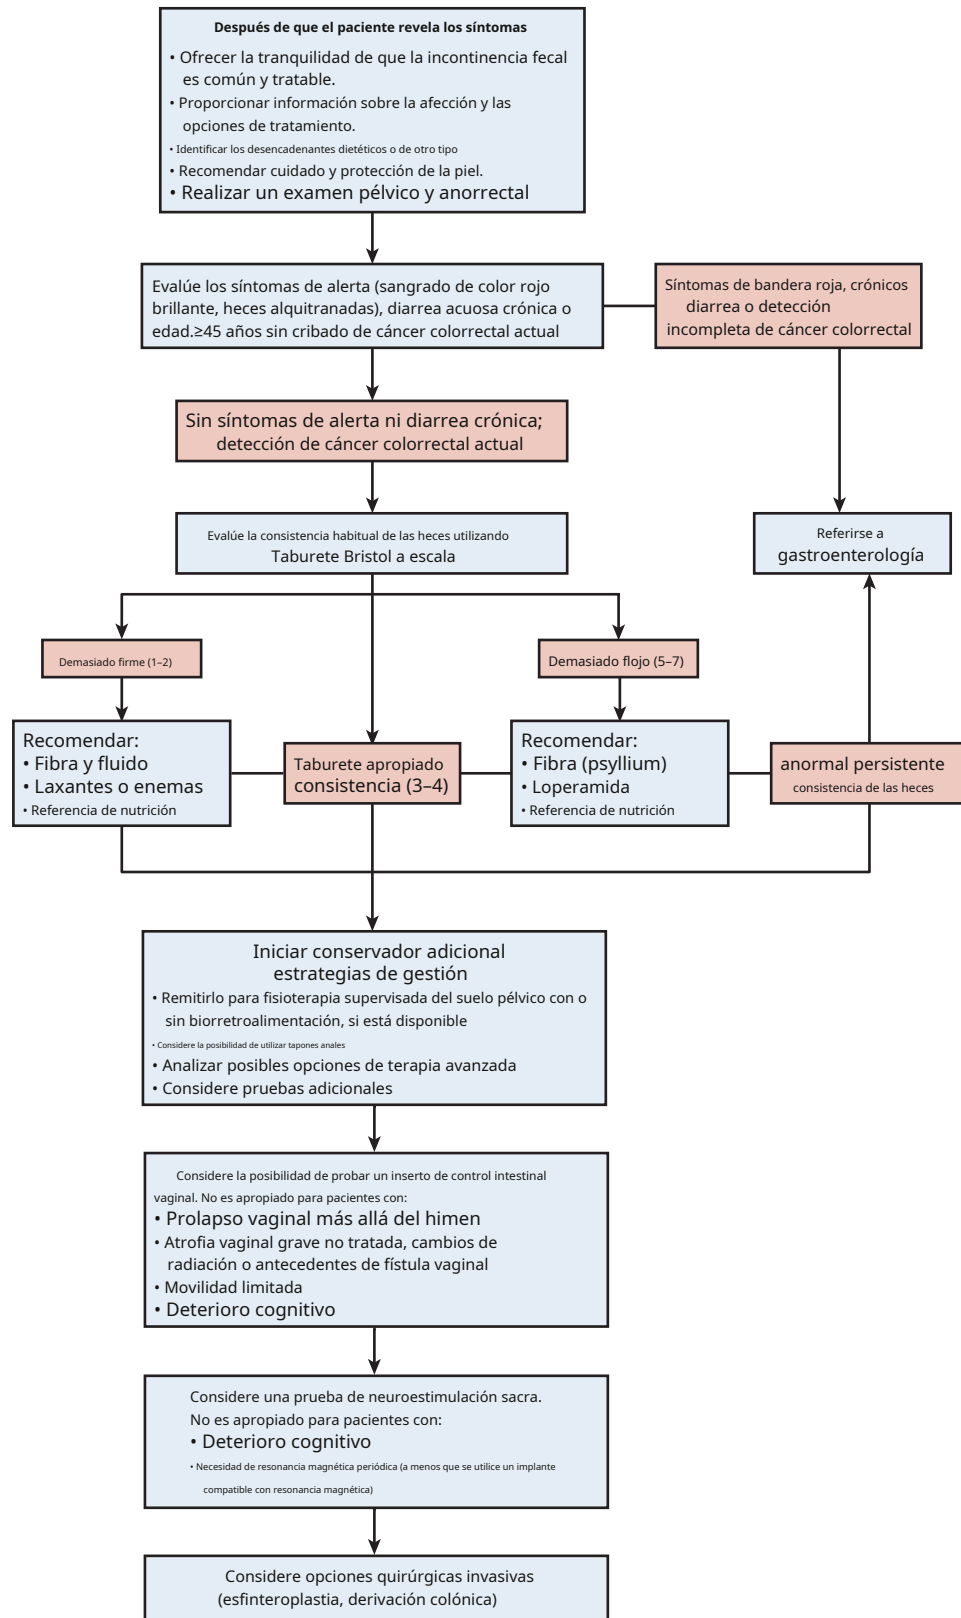 Después de que el paciente revela los síntomas
• Ofrecer la tranquilidad de que la incontinencia fecal
es común y tratable.
• Proporcionar información sobre la afección y las
opciones de tratamiento.
• Identificar los desencadenantes dietéticos o de otro tipo
• Recomendar cuidado y protección de la piel.
• Realizar un examen pélvico y anorrectal
Evalúe los síntomas de alerta (sangrado de color rojo
brillante, heces alquitranadas), diarrea acuosa crónica o
edad.≥45 años sin cribado de cáncer colorrectal actual
Síntomas de bandera roja, crónicos
diarrea o detección
incompleta de cáncer colorrectal
Sin síntomas de alerta ni diarrea crónica;
detección de cáncer colorrectal actual
Evalúe la consistencia habitual de las heces utilizando
Taburete Bristol a escala
Referirse a
gastroenterología
Demasiado firme (1–2)
Demasiado flojo (5–7)
Recomendar:
• Fibra y fluido
• Laxantes o enemas
• Referencia de nutrición
Taburete apropiado
consistencia (3–4)
Recomendar:
• Fibra (psyllium)
• Loperamida
• Referencia de nutrición
anormal persistente
consistencia de las heces
Iniciar conservador adicional
estrategias de gestión
• Remitirlo para fisioterapia supervisada del suelo pélvico con o
sin biorretroalimentación, si está disponible
• Considere la posibilidad de utilizar tapones anales
• Analizar posibles opciones de terapia avanzada
• Considere pruebas adicionales
Considere la posibilidad de probar un inserto de control intestinal
vaginal. No es apropiado para pacientes con:
• Prolapso vaginal más allá del himen
• Atrofia vaginal grave no tratada, cambios de
radiación o antecedentes de fístula vaginal
• Movilidad limitada
• Deterioro cognitivo
Considere una prueba de neuroestimulación sacra.
No es apropiado para pacientes con:
• Deterioro cognitivo
• Necesidad de resonancia magnética periódica (a menos que se utilice un implante
compatible con resonancia magnética)
Considere opciones quirúrgicas invasivas
(esfinteroplastia, derivación colónica)